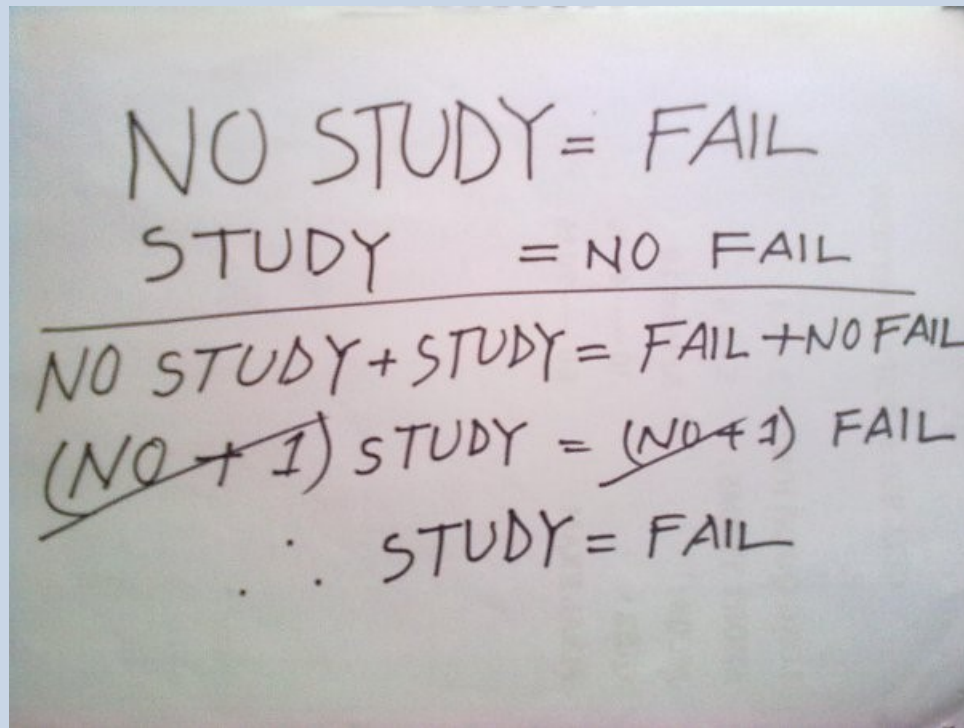 NO STUDY = FAIL
STUDY = NO FAIL
NO STUDY + STUDY = FAIL + NO FAIL
(NO + 1) STUDY = (NO + 1) FAIL
∴ STUDY = FAIL